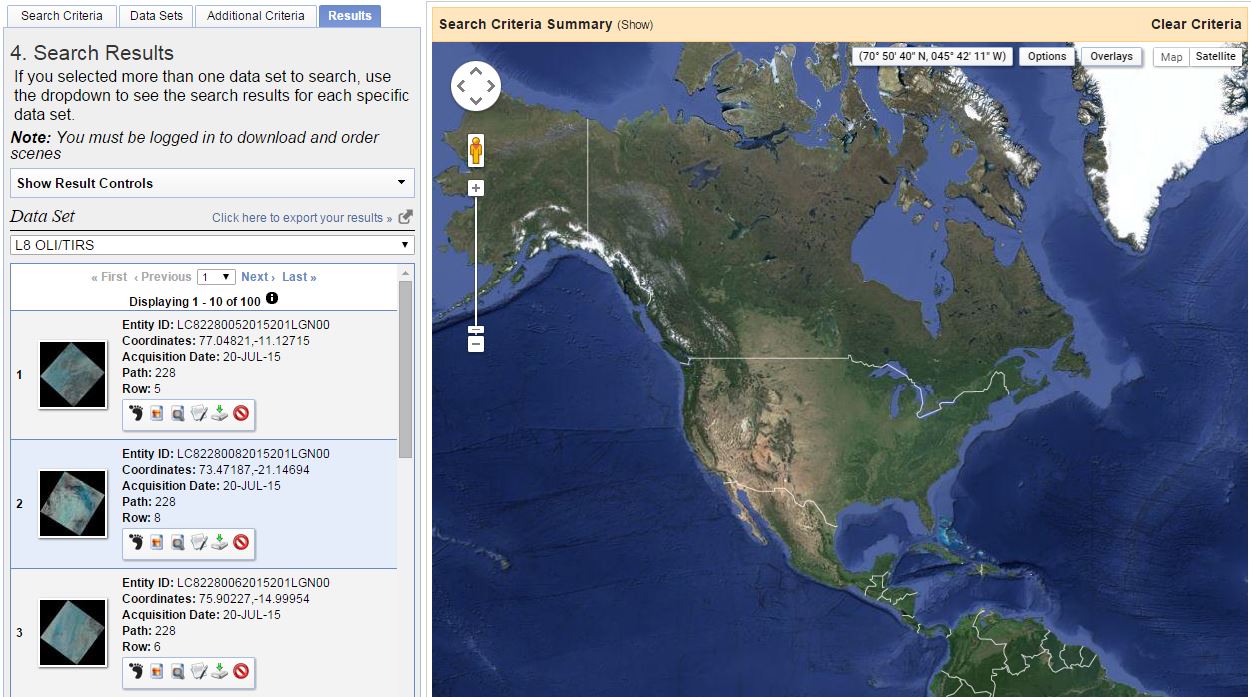 Search Criteria
Data Sets
Additional Criteria
Results
4. Search Results
If you selected more than one data set to search, use
the dropdown to see the search results for each specific
data set.
Note: You must be logged in to download and order
scenes
Show Result Controls
Data Set
Click here to export your results »
L8 OLI/TIRS
« First ‹ Previous 1 Next › Last »
Displaying 1 - 10 of 100
1
Entity ID: LC82280052015201LGN00
Coordinates: 77.04821,-11.12715
Acquisition Date: 20-JUL-15
Path: 228
Row: 5
2
Entity ID: LC82280082015201LGN00
Coordinates: 73.47187,-21.14694
Acquisition Date: 20-JUL-15
Path: 228
Row: 8
3
Entity ID: LC82280062015201LGN00
Coordinates: 75.90227,-14.99954
Acquisition Date: 20-JUL-15
Path: 228
Row: 6
Search Criteria Summary (Show)
Clear Criteria
(70° 50' 40" N, 045° 42' 11" W)
Options
Overlays
Map
Satellite